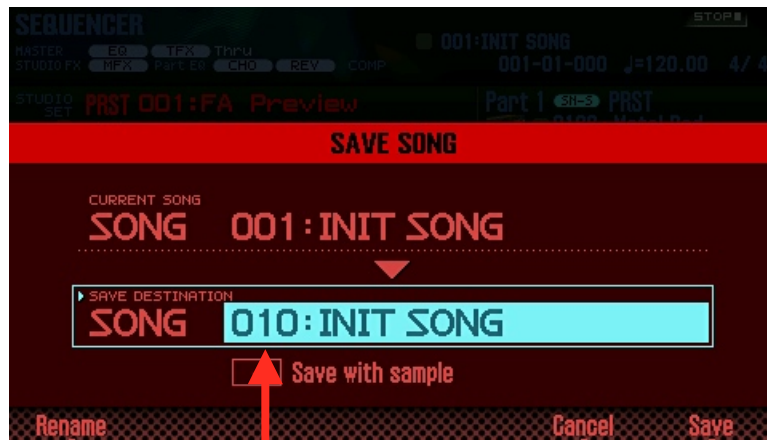 SEQUENCER
STOP
MASTER EQ TFX Thru
001:INIT SONG
STUDIO FX MFX Part EQ CHO REV COMP
001-01-000 ♩=120.00 4/ 4
STUDIO SET PRST 001:FA Preview
Part 1 SN-S PRST
SAVE SONG
CURRENT SONG
SONG 001:INIT SONG
SAVE DESTINATION
SONG 010:INIT SONG
Save with sample
Rename Cancel Save